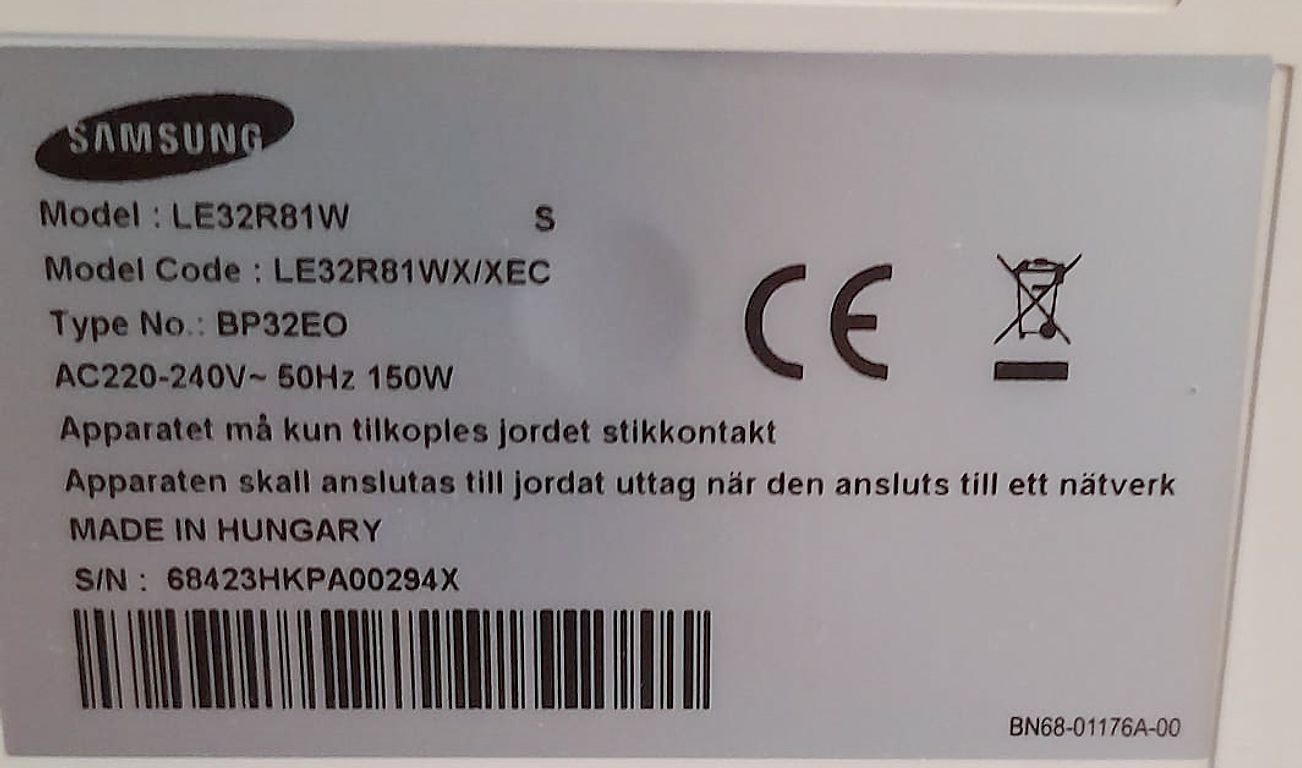 SAMSUNG
Model : LE32R81W S
Model Code : LE32R81WX/XEC
Type No.: BP32EO
AC220-240V~ 50Hz 150W
Apparatet må kun tilkoples jordet stikkontakt
Apparaten skall anslutas till jordat uttag när den ansluts till ett nätverk
MADE IN HUNGARY
S/N : 68423HKPA00294X
CE
BN68-01176A-00